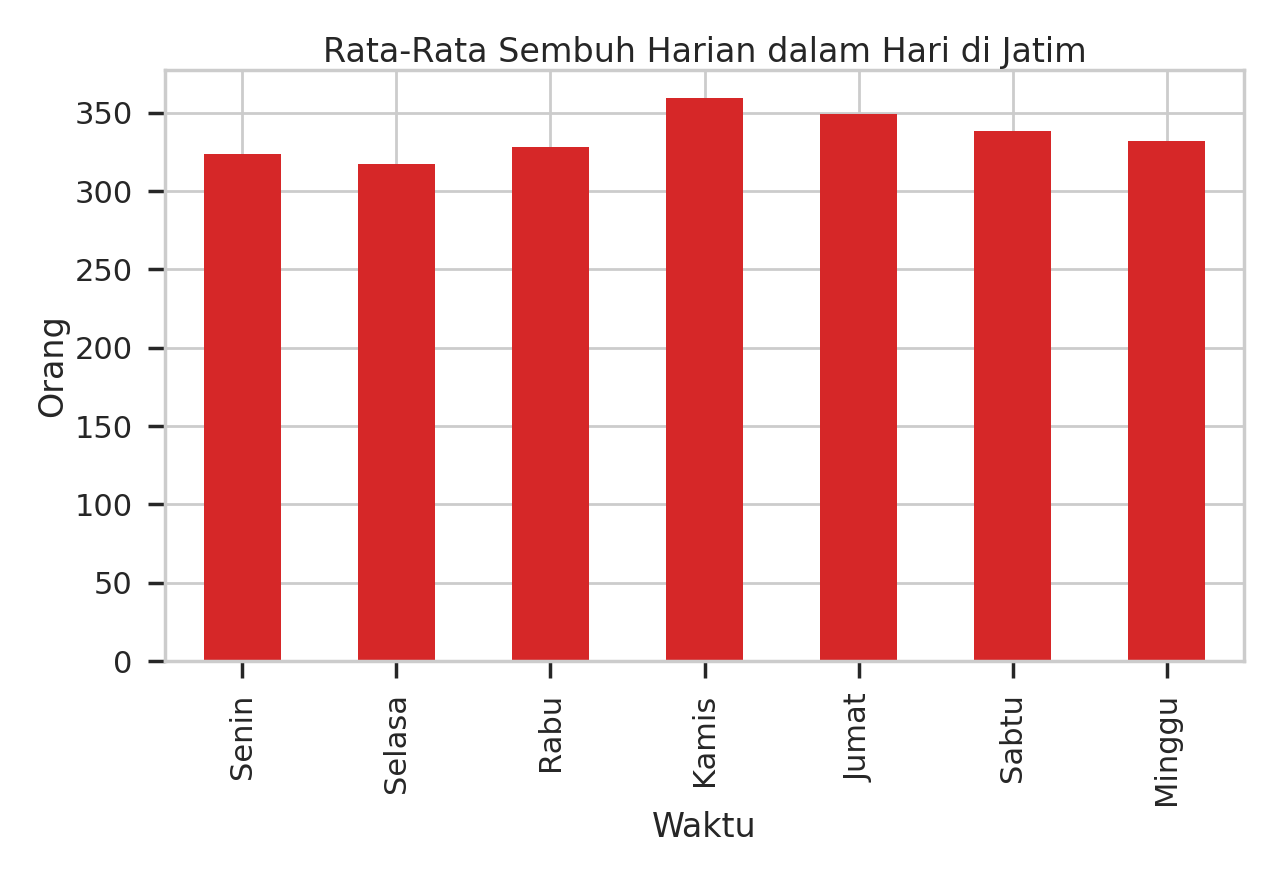 Rata-Rata Sembuh Harian dalam Hari di Jatim
Orang
350
300
250
200
150
100
50
0
Senin
Selasa
Rabu
Kamis
Jumat
Sabtu
Minggu
Waktu